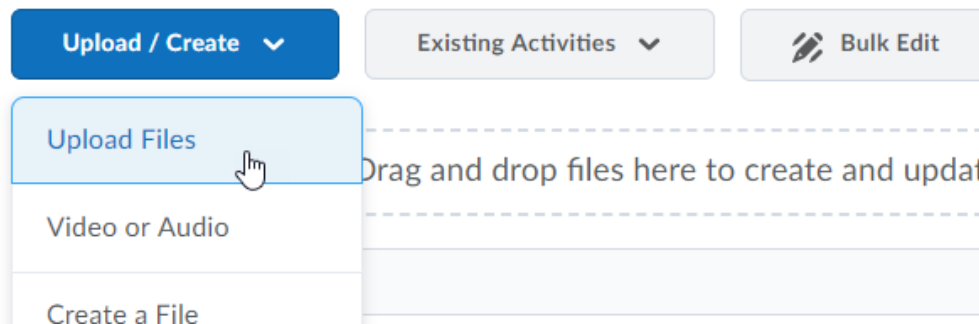 Upload / Create
Existing Activities
Bulk Edit
Upload Files
Drag and drop files here to create and
Video or Audio
Create a File